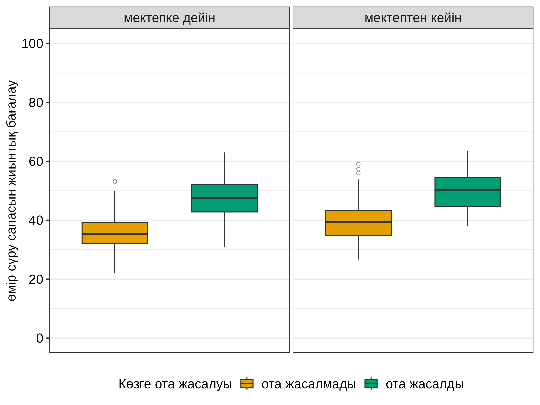 мектепке дейін
мектептен кейін
өмір сүру сапасын жиынтық бағалау
100
80
60
40
20
0
Көзге ота жасалуы
ота жасалмады
ота жасалды